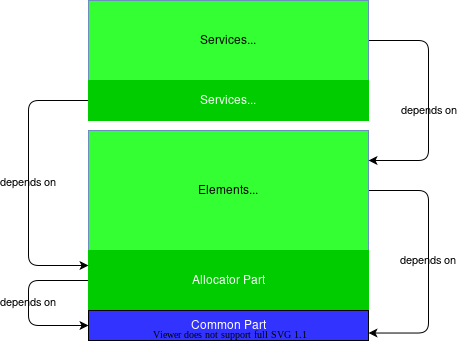 Services...
depends on
Services...
depends on
Elements...
depends on
Allocator Part
depends on
Common Part
Viewer does not support full SVG 1.1